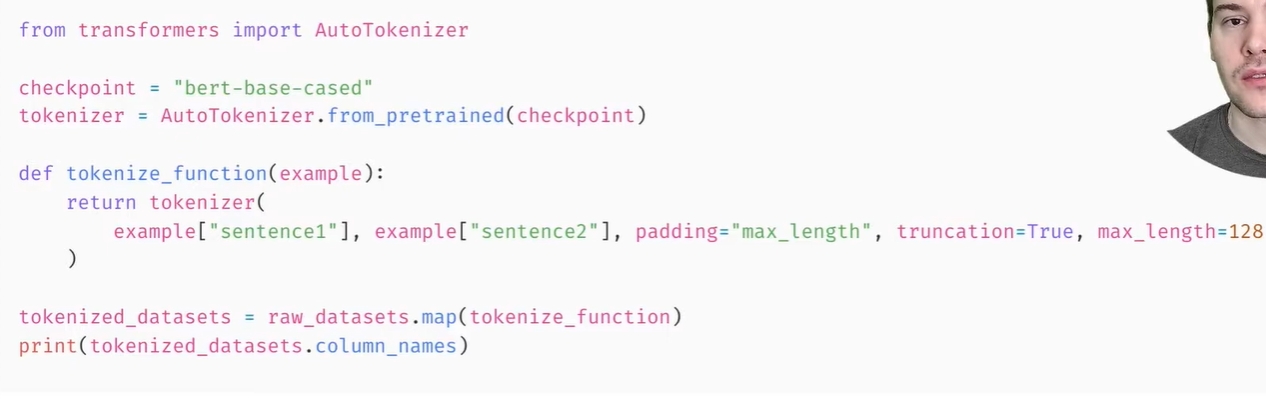 from transformers import AutoTokenizer
checkpoint = "bert-base-cased"
tokenizer = AutoTokenizer.from_pretrained(checkpoint)
def tokenize_function(example):
    return tokenizer(
        example["sentence1"], example["sentence2"], padding="max_length", truncation=True, max_length=128
    )
tokenized_datasets = raw_datasets.map(tokenize_function)
print(tokenized_datasets.column_names)